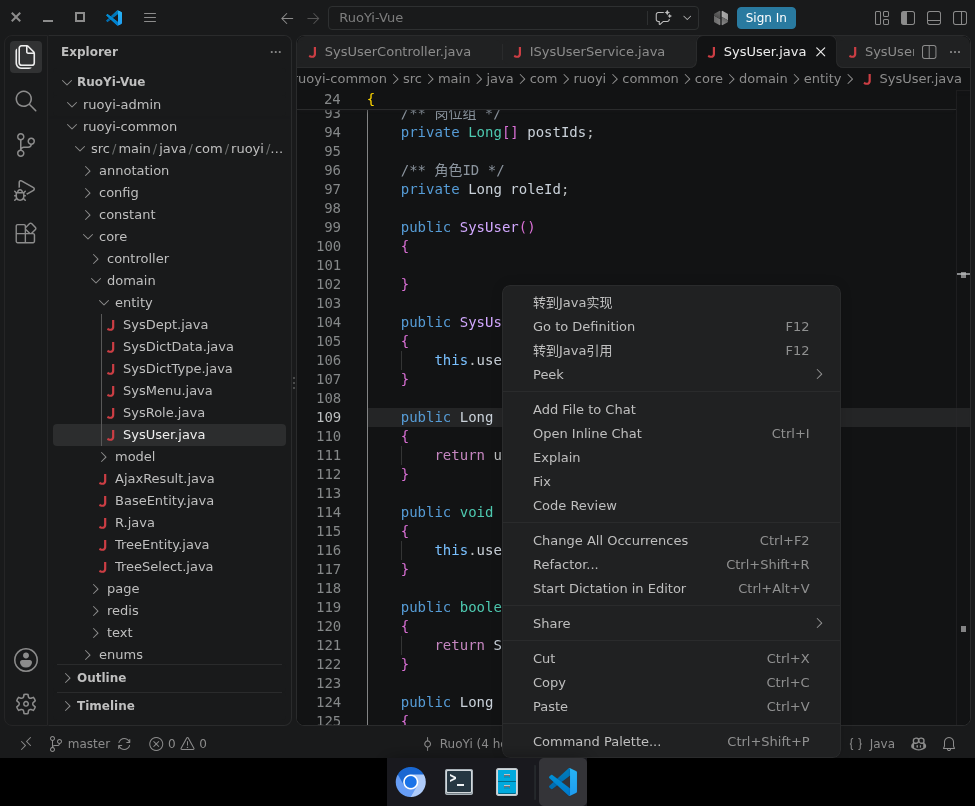 RuoYi-Vue
Sign In
Explorer
SysUserController.java
ISysUserService.java
SysUser.java
SysUser
RuoYi-Vue
ruoyi-admin
ruoyi-common
src/main/java/com/ruoyi/...
annotation
config
constant
core
controller
domain
entity
SysDept.java
SysDictData.java
SysDictType.java
SysMenu.java
SysRole.java
SysUser.java
model
AjaxResult.java
BaseEntity.java
R.java
TreeEntity.java
TreeSelect.java
page
redis
text
enums
Outline
Timeline
ruoyi-common > src > main > java > com > ruoyi > common > core > domain > entity > SysUser.java
24 {
93 /** 岗位组 */
94 private Long[] postIds;
95
96 /** 角色ID */
97 private Long roleId;
98
99 public SysUser()
100 {
101
102 }
103
104 public SysUs
105 {
106 this.use
107 }
108
109 public Long
110 {
111 return u
112 }
113
114 public void
115 {
116 this.use
117 }
118
119 public boole
120 {
121 return S
122 }
123
124 public Long
125 {
转到Java实现
Go to Definition F12
转到Java引用 F12
Peek
Add File to Chat
Open Inline Chat Ctrl+I
Explain
Fix
Code Review
Change All Occurrences Ctrl+F2
Refactor... Ctrl+Shift+R
Start Dictation in Editor Ctrl+Alt+V
Share
Cut Ctrl+X
Copy Ctrl+C
Paste Ctrl+V
Command Palette... Ctrl+Shift+P
master 0 0 RuoYi (4 ho { } Java